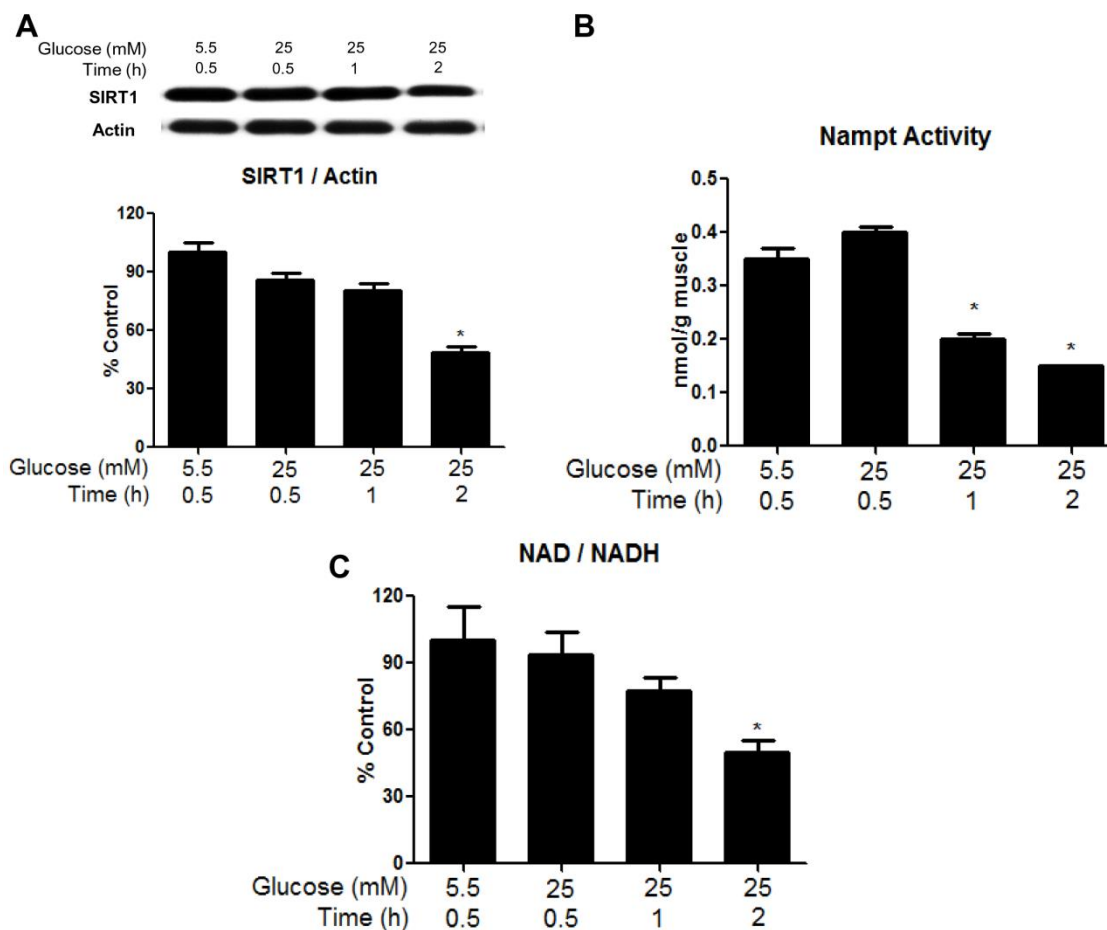 A
Glucose (mM) 5.5 25 25 25
Time (h) 0.5 0.5 1 2
SIRT1
Actin
SIRT1 / Actin
120
90
60
30
0
% Control
*
Glucose (mM) 5.5 25 25 25
Time (h) 0.5 0.5 1 2
B
Nampt Activity
0.5
0.4
0.3
0.2
0.1
0.0
nmol/g muscle
*
*
Glucose (mM) 5.5 25 25 25
Time (h) 0.5 0.5 1 2
C
NAD / NADH
120
90
60
30
0
% Control
*
Glucose (mM) 5.5 25 25 25
Time (h) 0.5 0.5 1 2